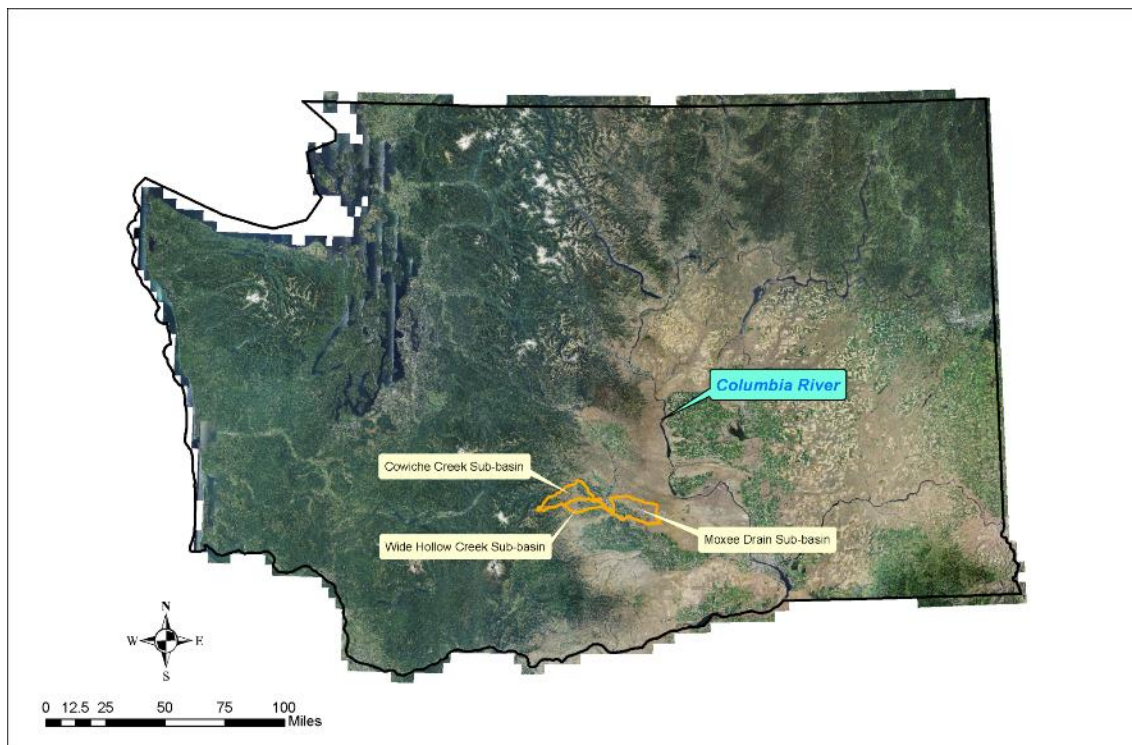 Columbia River
Cowiche Creek Sub-basin
Wide Hollow Creek Sub-basin
Moxee Drain Sub-basin
N
W E
S
0 12.5 25 50 75 100
Miles